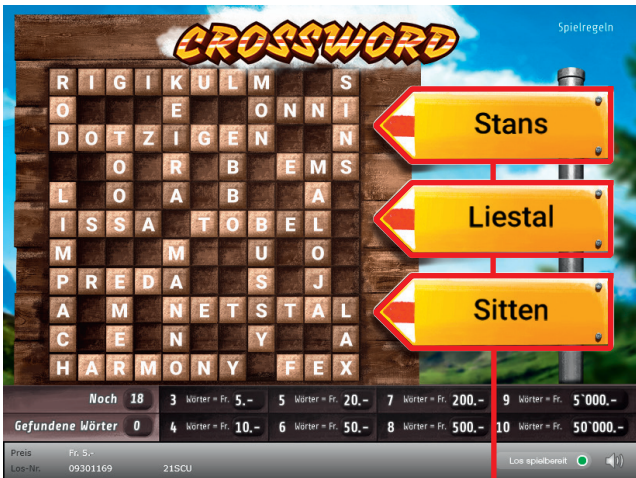 CROSSWORD
Spielregeln
R I G I K U L M S
O E O N N I
D O T Z I G E N N
O R B E M S
L O A B A
I S S A T O B E L
M M U O
P R E D A S J
A M N E T S T A L
C E N Y A
H A R M O N Y F E X
Stans
Liestal
Sitten
Noch 18
Gefundene Wörter 0
3 Wörter = Fr. 5.– 5 Wörter = Fr. 20.– 7 Wörter = Fr. 200.– 9 Wörter = Fr. 5`000.–
4 Wörter = Fr. 10.– 6 Wörter = Fr. 50.– 8 Wörter = Fr. 500.– 10 Wörter = Fr. 50`000.–
Preis Fr. 5.-
Los-Nr. 09301169 21SCU
Los spielbereit